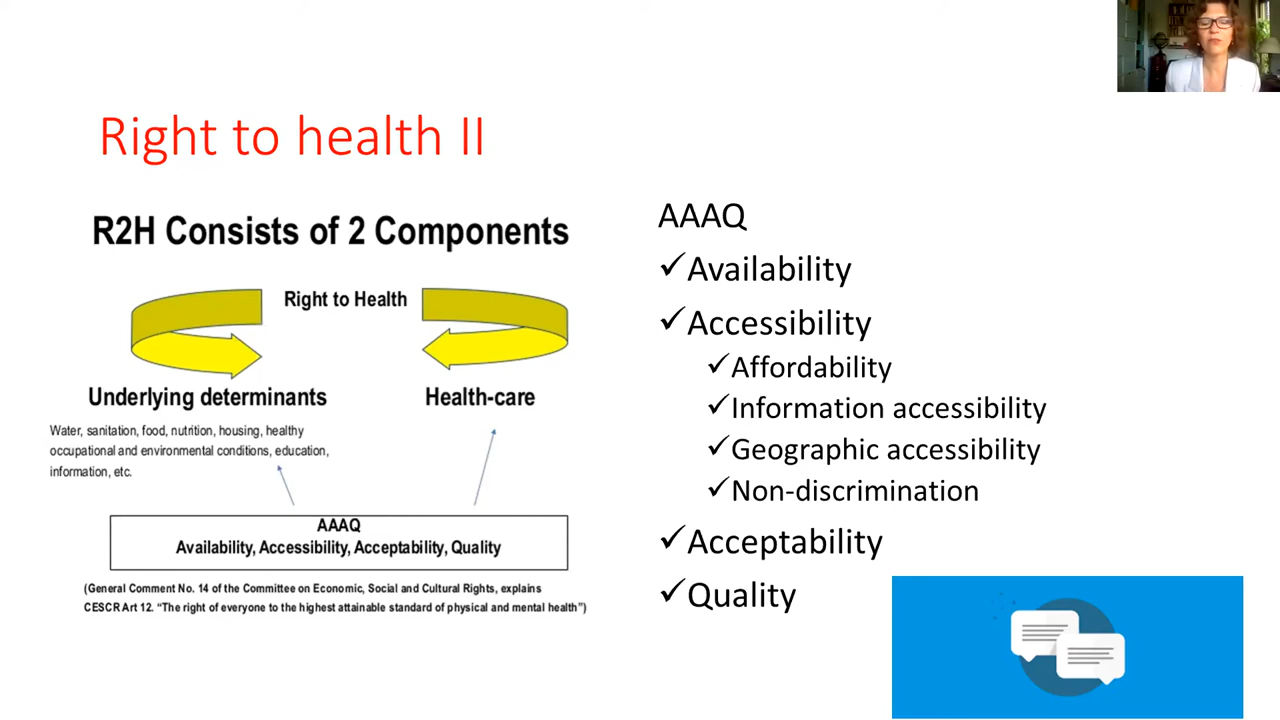 Right to health II
R2H Consists of 2 Components
Right to Health
Underlying determinants
Health-care
Water, sanitation, food, nutrition, housing, healthy
occupational and environmental conditions, education,
information, etc.
AAAQ
Availability, Accessibility, Acceptability, Quality
(General Comment No. 14 of the Committee on Economic, Social and Cultural Rights, explains
CESCR Art 12. “The right of everyone to the highest attainable standard of physical and mental health”)
AAAQ
✓Availability
✓Accessibility
✓Affordability
✓Information accessibility
✓Geographic accessibility
✓Non-discrimination
✓Acceptability
✓Quality